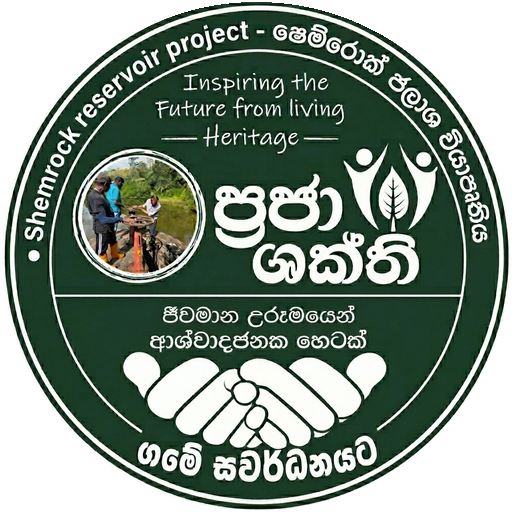 • Shemrock reservoir project - ෂෙම්රොක් ජලාශ ව්යාපෘතිය
Inspiring the
Future from living
Heritage
ප්‍රජා
ශක්ති
ජීවමාන උරුමයෙන්
ආශ්වාදජනක හෙටක්
ගමේ සවර්ධනයට